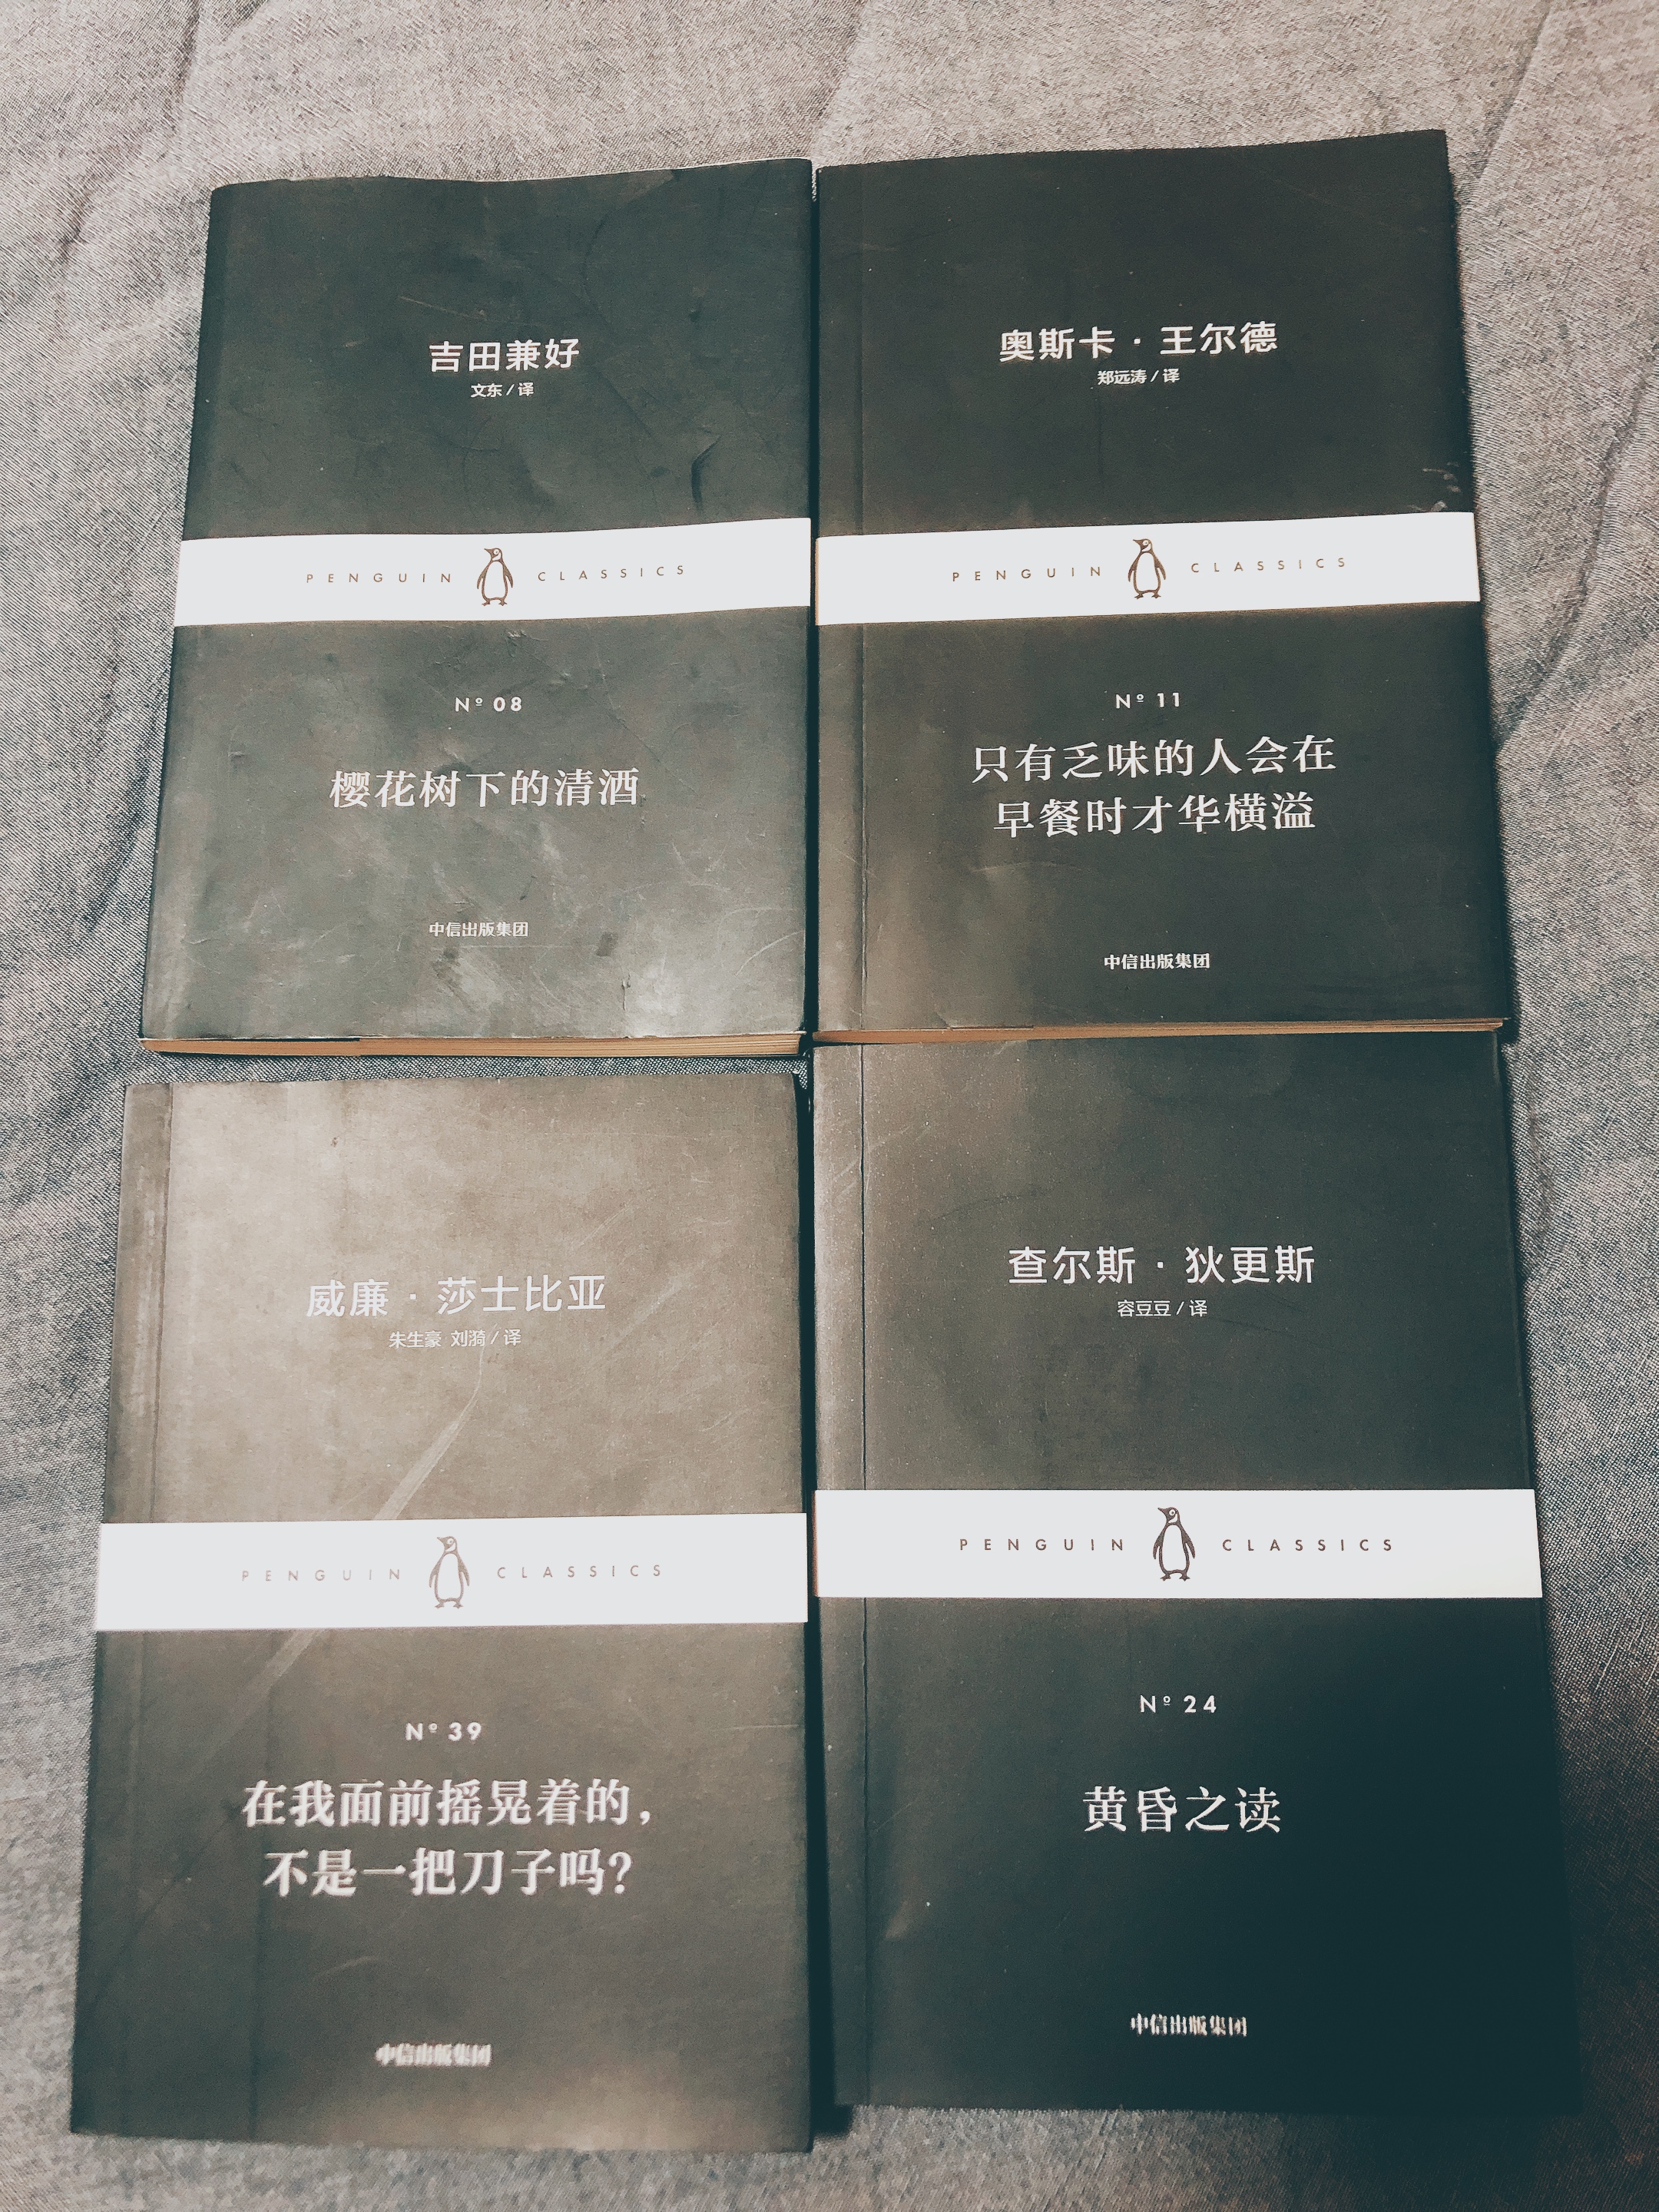 吉田兼好
文东/译
PENGUIN CLASSICS
Nº 08
樱花树下的清酒
中信出版集团
奥斯卡·王尔德
郑远涛/译
PENGUIN CLASSICS
Nº 11
只有乏味的人会在
早餐时才华横溢
中信出版集团
威廉·莎士比亚
朱生豪 刘漪/译
PENGUIN CLASSICS
Nº 39
在我面前摇晃着的，
不是一把刀子吗?
中信出版集团
查尔斯·狄更斯
容豆豆/译
PENGUIN CLASSICS
Nº 24
黄昏之读
中信出版集团